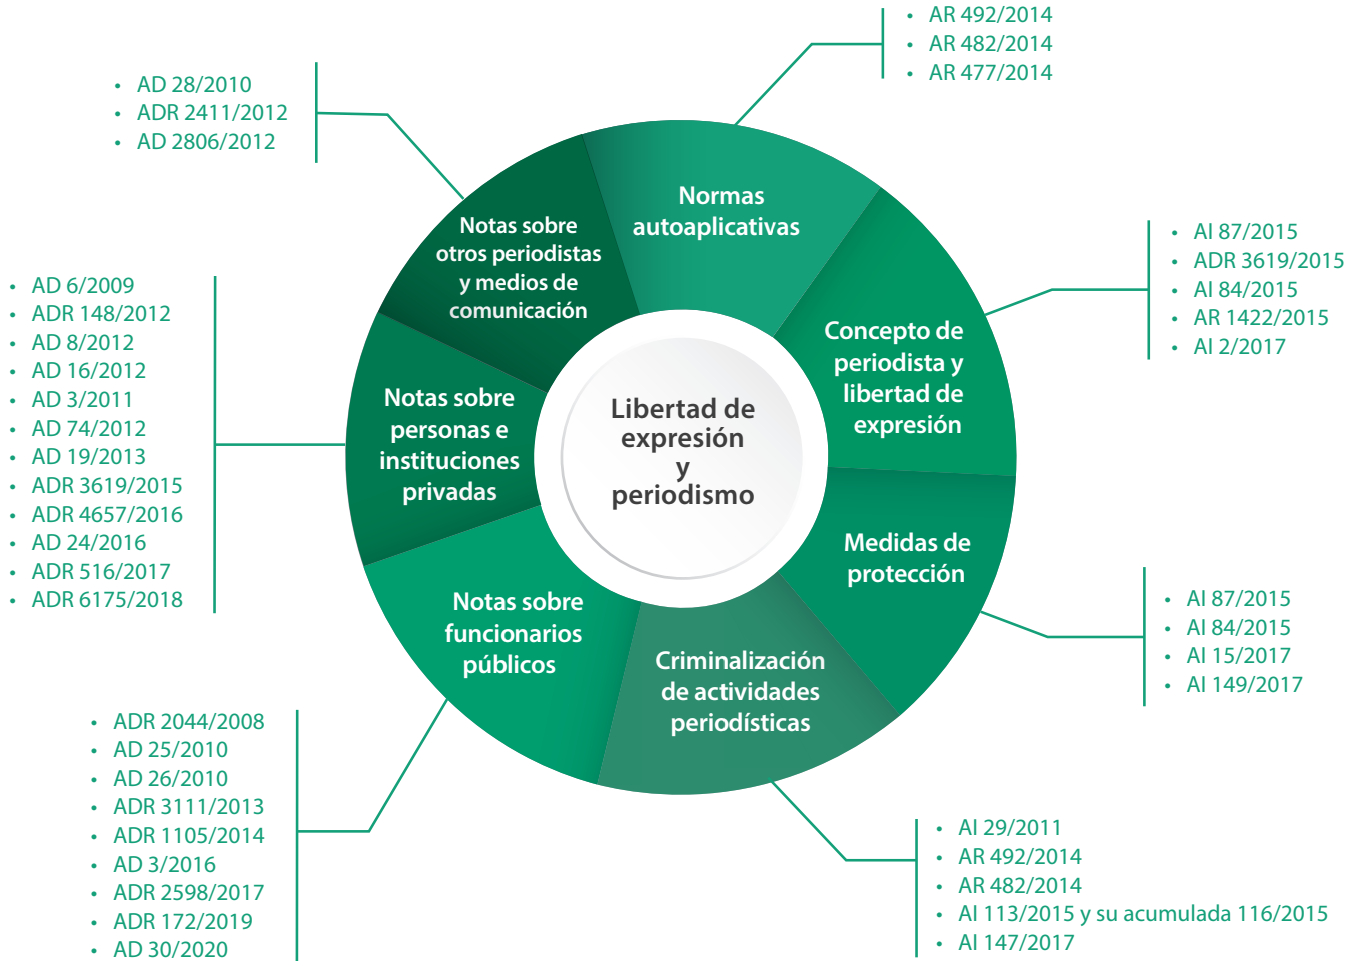 • AR 492/2014
• AR 482/2014
• AR 477/2014
• AD 28/2010
• ADR 2411/2012
• AD 2806/2012
Normas
autoaplicativas
Notas sobre
otros periodistas
y medios de
comunicación
• AI 87/2015
• ADR 3619/2015
• AI 84/2015
• AR 1422/2015
• AI 2/2017
• AD 6/2009
• ADR 148/2012
• AD 8/2012
• AD 16/2012
• AD 3/2011
• AD 74/2012
• AD 19/2013
• ADR 3619/2015
• ADR 4657/2016
• AD 24/2016
• ADR 516/2017
• ADR 6175/2018
Concepto de
periodista y
libertad de
expresión
Notas sobre
personas e
instituciones
privadas
Libertad de
expresión
y
periodismo
Medidas de
protección
Notas sobre
funcionarios
públicos
• AI 87/2015
• AI 84/2015
• AI 15/2017
• AI 149/2017
Criminalización
de actividades
periodísticas
• ADR 2044/2008
• AD 25/2010
• AD 26/2010
• ADR 3111/2013
• ADR 1105/2014
• AD 3/2016
• ADR 2598/2017
• ADR 172/2019
• AD 30/2020
• AI 29/2011
• AR 492/2014
• AR 482/2014
• AI 113/2015 y su acumulada 116/2015
• AI 147/2017